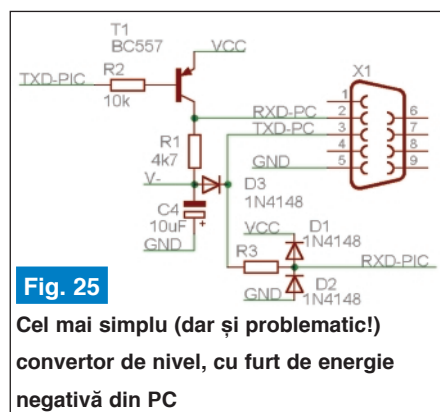 T1
BC557
VCC
TXD-PIC
R2
10k
X1
1
RXD-PC
2
6
TXD-PC
3
7
R1
4k7
4
8
GND
5
9
V-
D3
1N4148
C4
10uF
+
GND
VCC
D1
1N4148
R3
RXD-PIC
GND
D2
1N4148
Fig. 25
Cel mai simplu (dar și problematic!)
convertor de nivel, cu furt de energie
negativă din PC